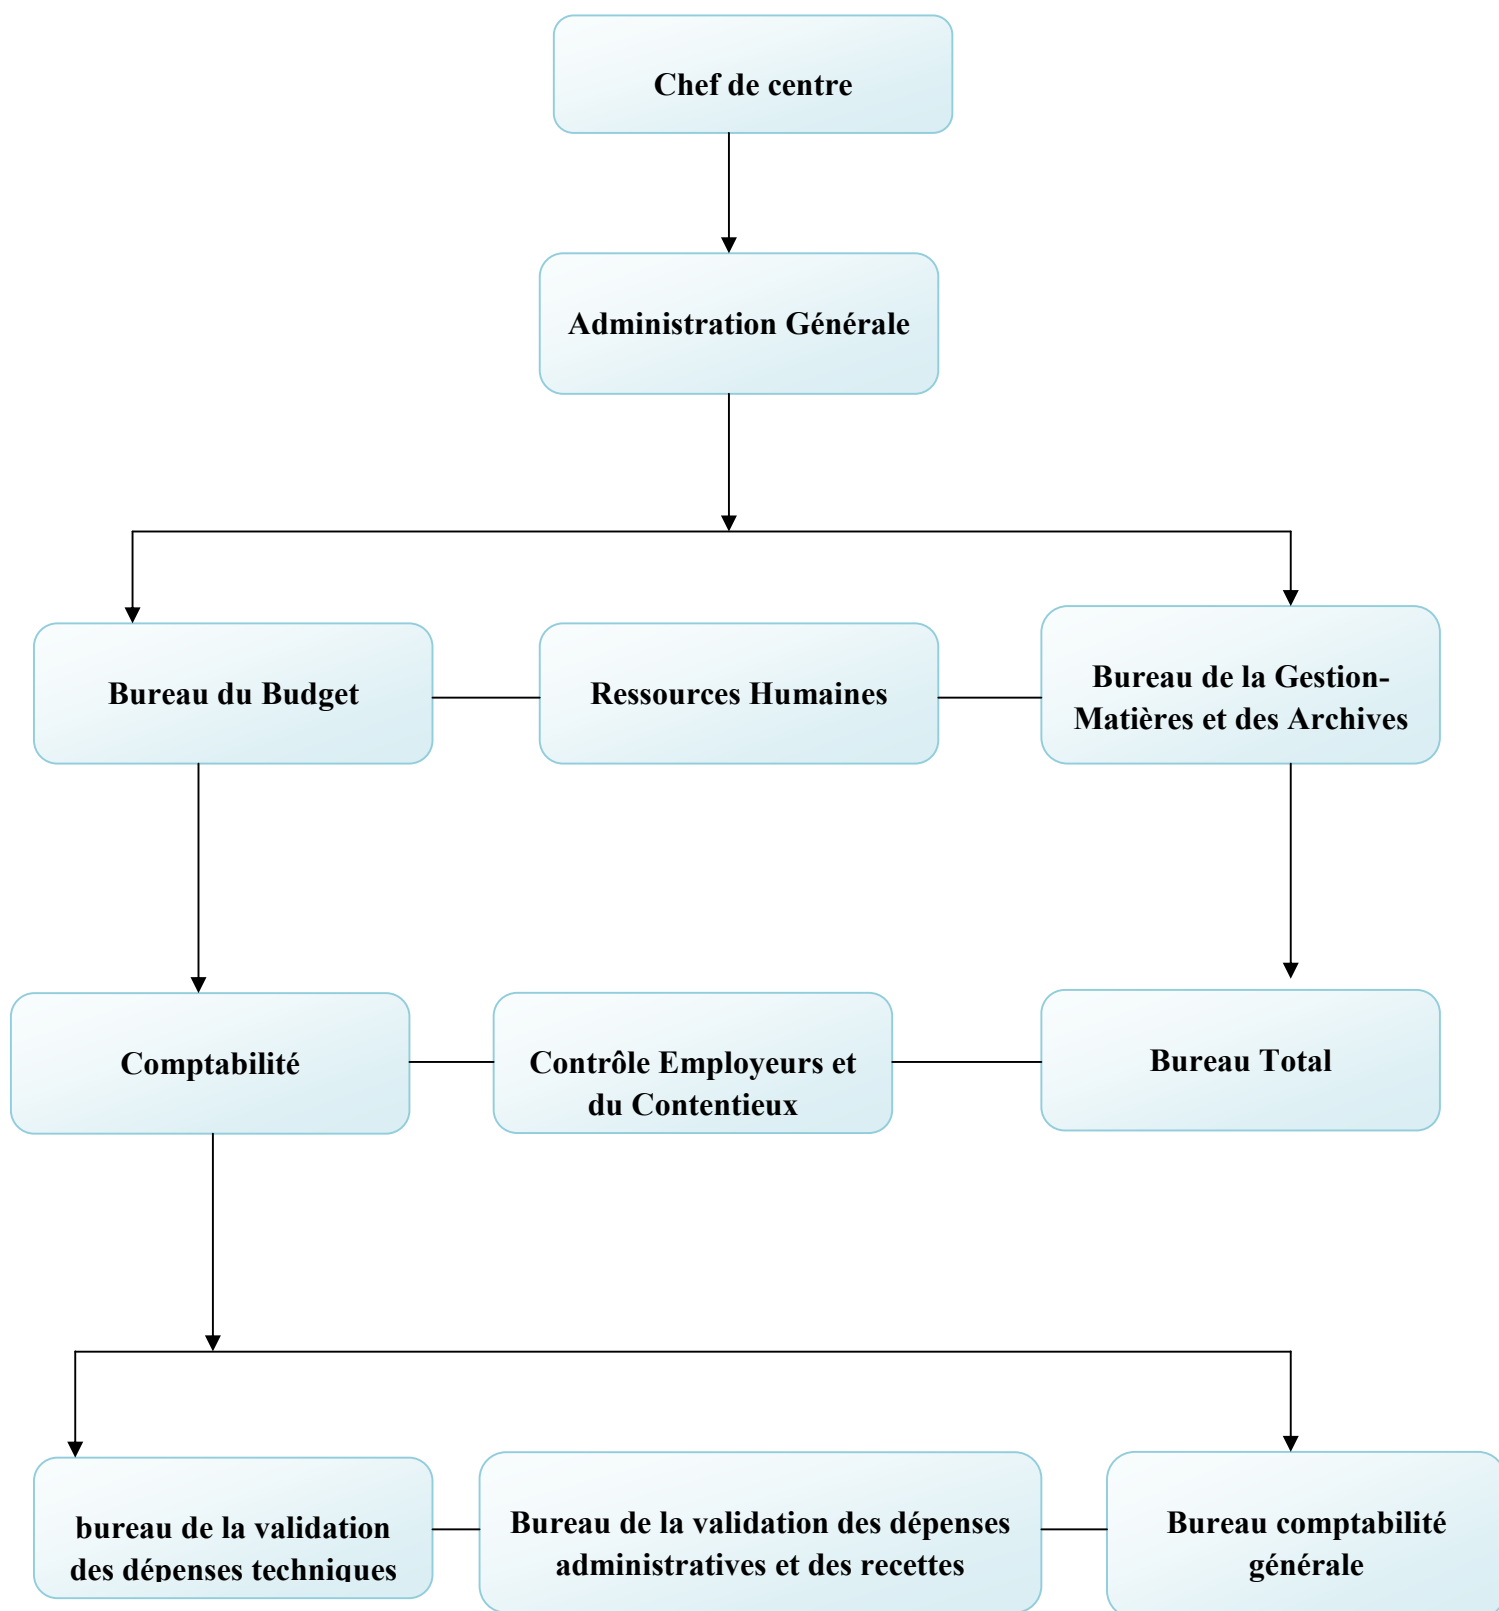 Chef de centre
Administration Générale
Bureau du Budget
Ressources Humaines
Bureau de la Gestion-
Matières et des Archives
Comptabilité
Contrôle Employeurs et
du Contentieux
Bureau Total
bureau de la validation
des dépenses techniques
Bureau de la validation des dépenses
administratives et des recettes
Bureau comptabilité
générale